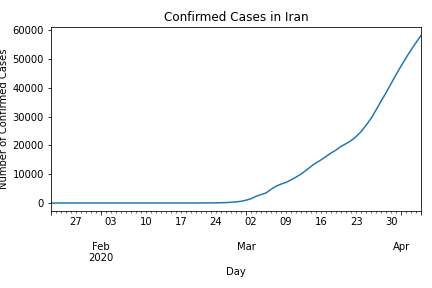 Confirmed Cases in Iran
Number of Confirmed Cases
60000
50000
40000
30000
20000
10000
0
27 03 10 17 24 02 09 16 23 30
Feb Mar Apr
2020
Day